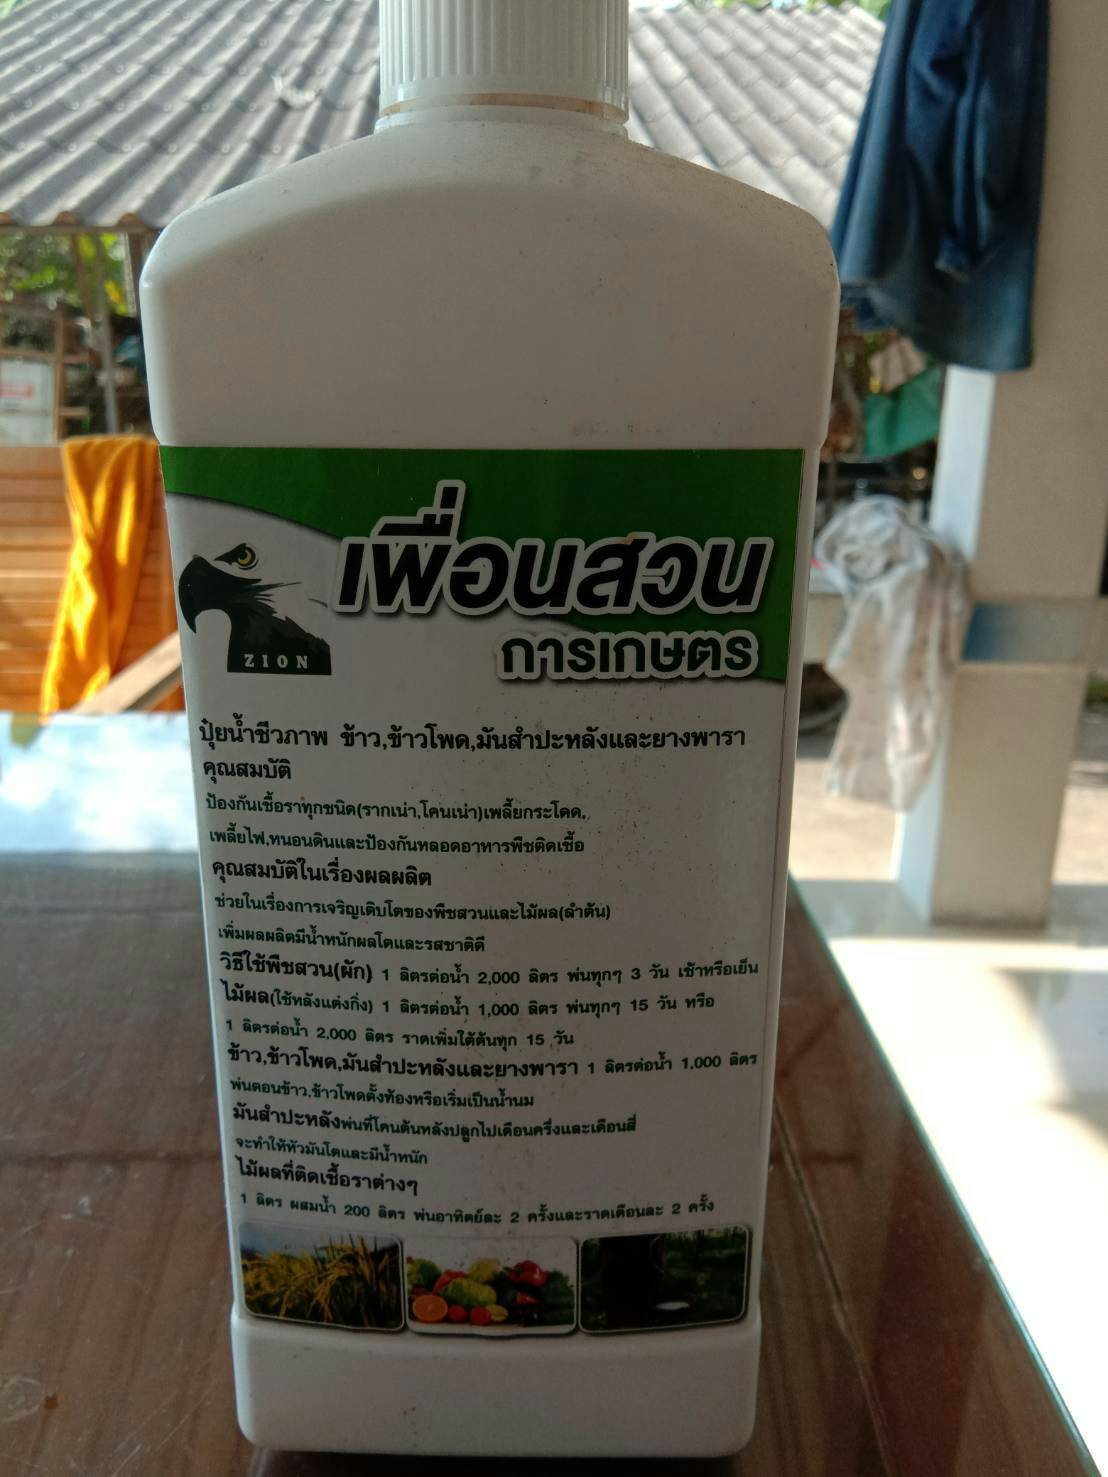 เพื่อนสวน
ZION
การเกษตร
ปุ๋ยน้ำชีวภาพ ข้าว,ข้าวโพด,มันสำปะหลังและยางพารา
คุณสมบัติ
ป้องกันเชื้อราทุกชนิด(รากเน่า,โคนเน่า)เพลี้ยกระโดด,
เพลี้ยไฟ,หนอนดินและป้องกันหลอดอาหารพืชติดเชื้อ
คุณสมบัติในเรื่องผลผลิต
ช่วยในเรื่องการเจริญเติบโตของพืชสวนและไม้ผล(ลำต้น)
เพิ่มผลผลิตมีน้ำหนักผลโตและรสชาติดี
วิธีใช้พืชสวน(ผัก) 1 ลิตรต่อน้ำ 2,000 ลิตร พ่นทุกๆ 3 วัน เช้าหรือเย็น
ไม้ผล(ใช้หลังแต่งกิ่ง) 1 ลิตรต่อน้ำ 1,000 ลิตร พ่นทุกๆ 15 วัน หรือ
1 ลิตรต่อน้ำ 2,000 ลิตร ราดเพิ่มใต้ต้นทุก 15 วัน
ข้าว,ข้าวโพด,มันสำปะหลังและยางพารา 1 ลิตรต่อน้ำ 1,000 ลิตร
พ่นตอนข้าว,ข้าวโพดตั้งท้องหรือเริ่มเป็นน้ำนม
มันสำปะหลังพ่นที่โคนต้นหลังปลูกไปเดือนครึ่งและเดือนสี่
จะทำให้หัวมันโตและมีน้ำหนัก
ไม้ผลที่ติดเชื้อราต่างๆ
1 ลิตร ผสมน้ำ 200 ลิตร พ่นอาทิตย์ละ 2 ครั้งและราดเดือนละ 2 ครั้ง